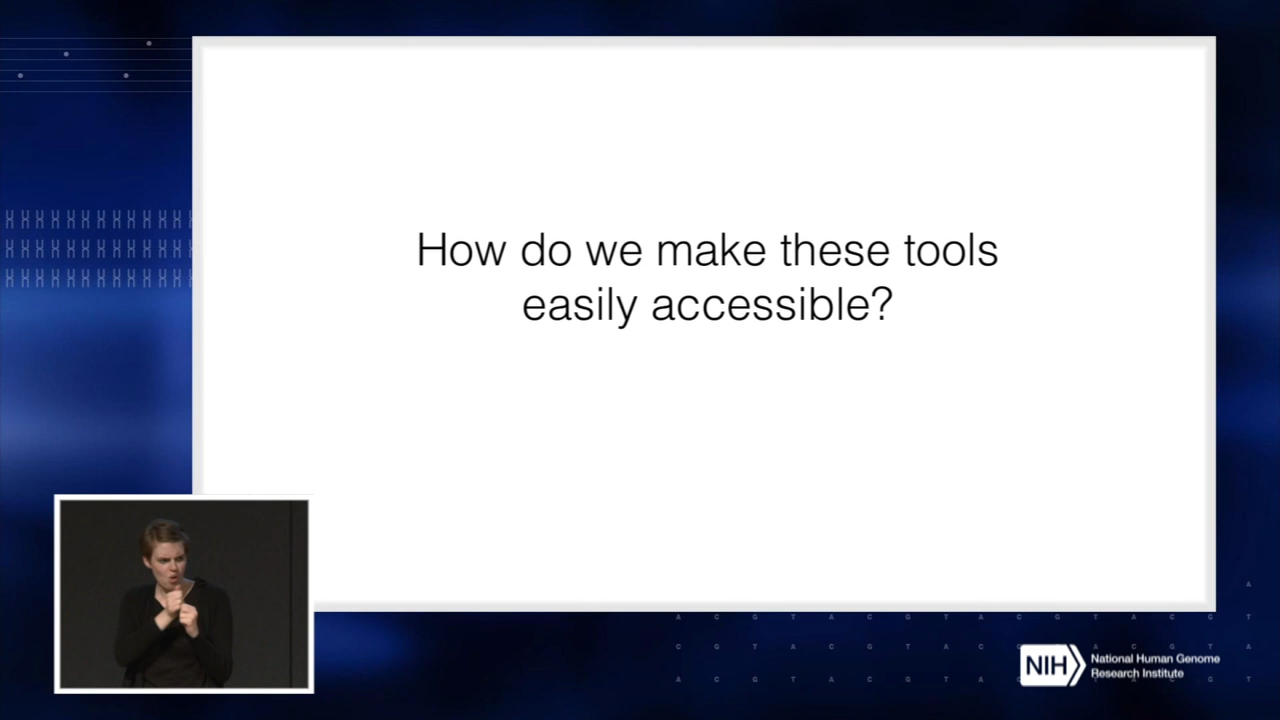 How do we make these tools
easily accessible?
A
A C G T A C G T A C G T A C G T
C G T A C G T A C G A C G T A
NIH National Human Genome
Research Institute
A C G T A C G T A C G T